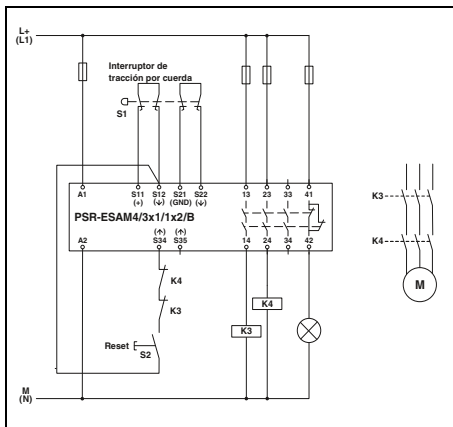 L+
(L1)
Interruptor de
tracción por cuerda
S1
A1 S11 S12 S21 S22 13 23 33 41
(+) (↓) (GND) (↓)
PSR-ESAM4/3x1/1x2/B
K3
(↑) (↑)
A2 S34 S35 14 24 34 42
K4
K4
M
K4
K3
K3
Reset
S2
M
(N)